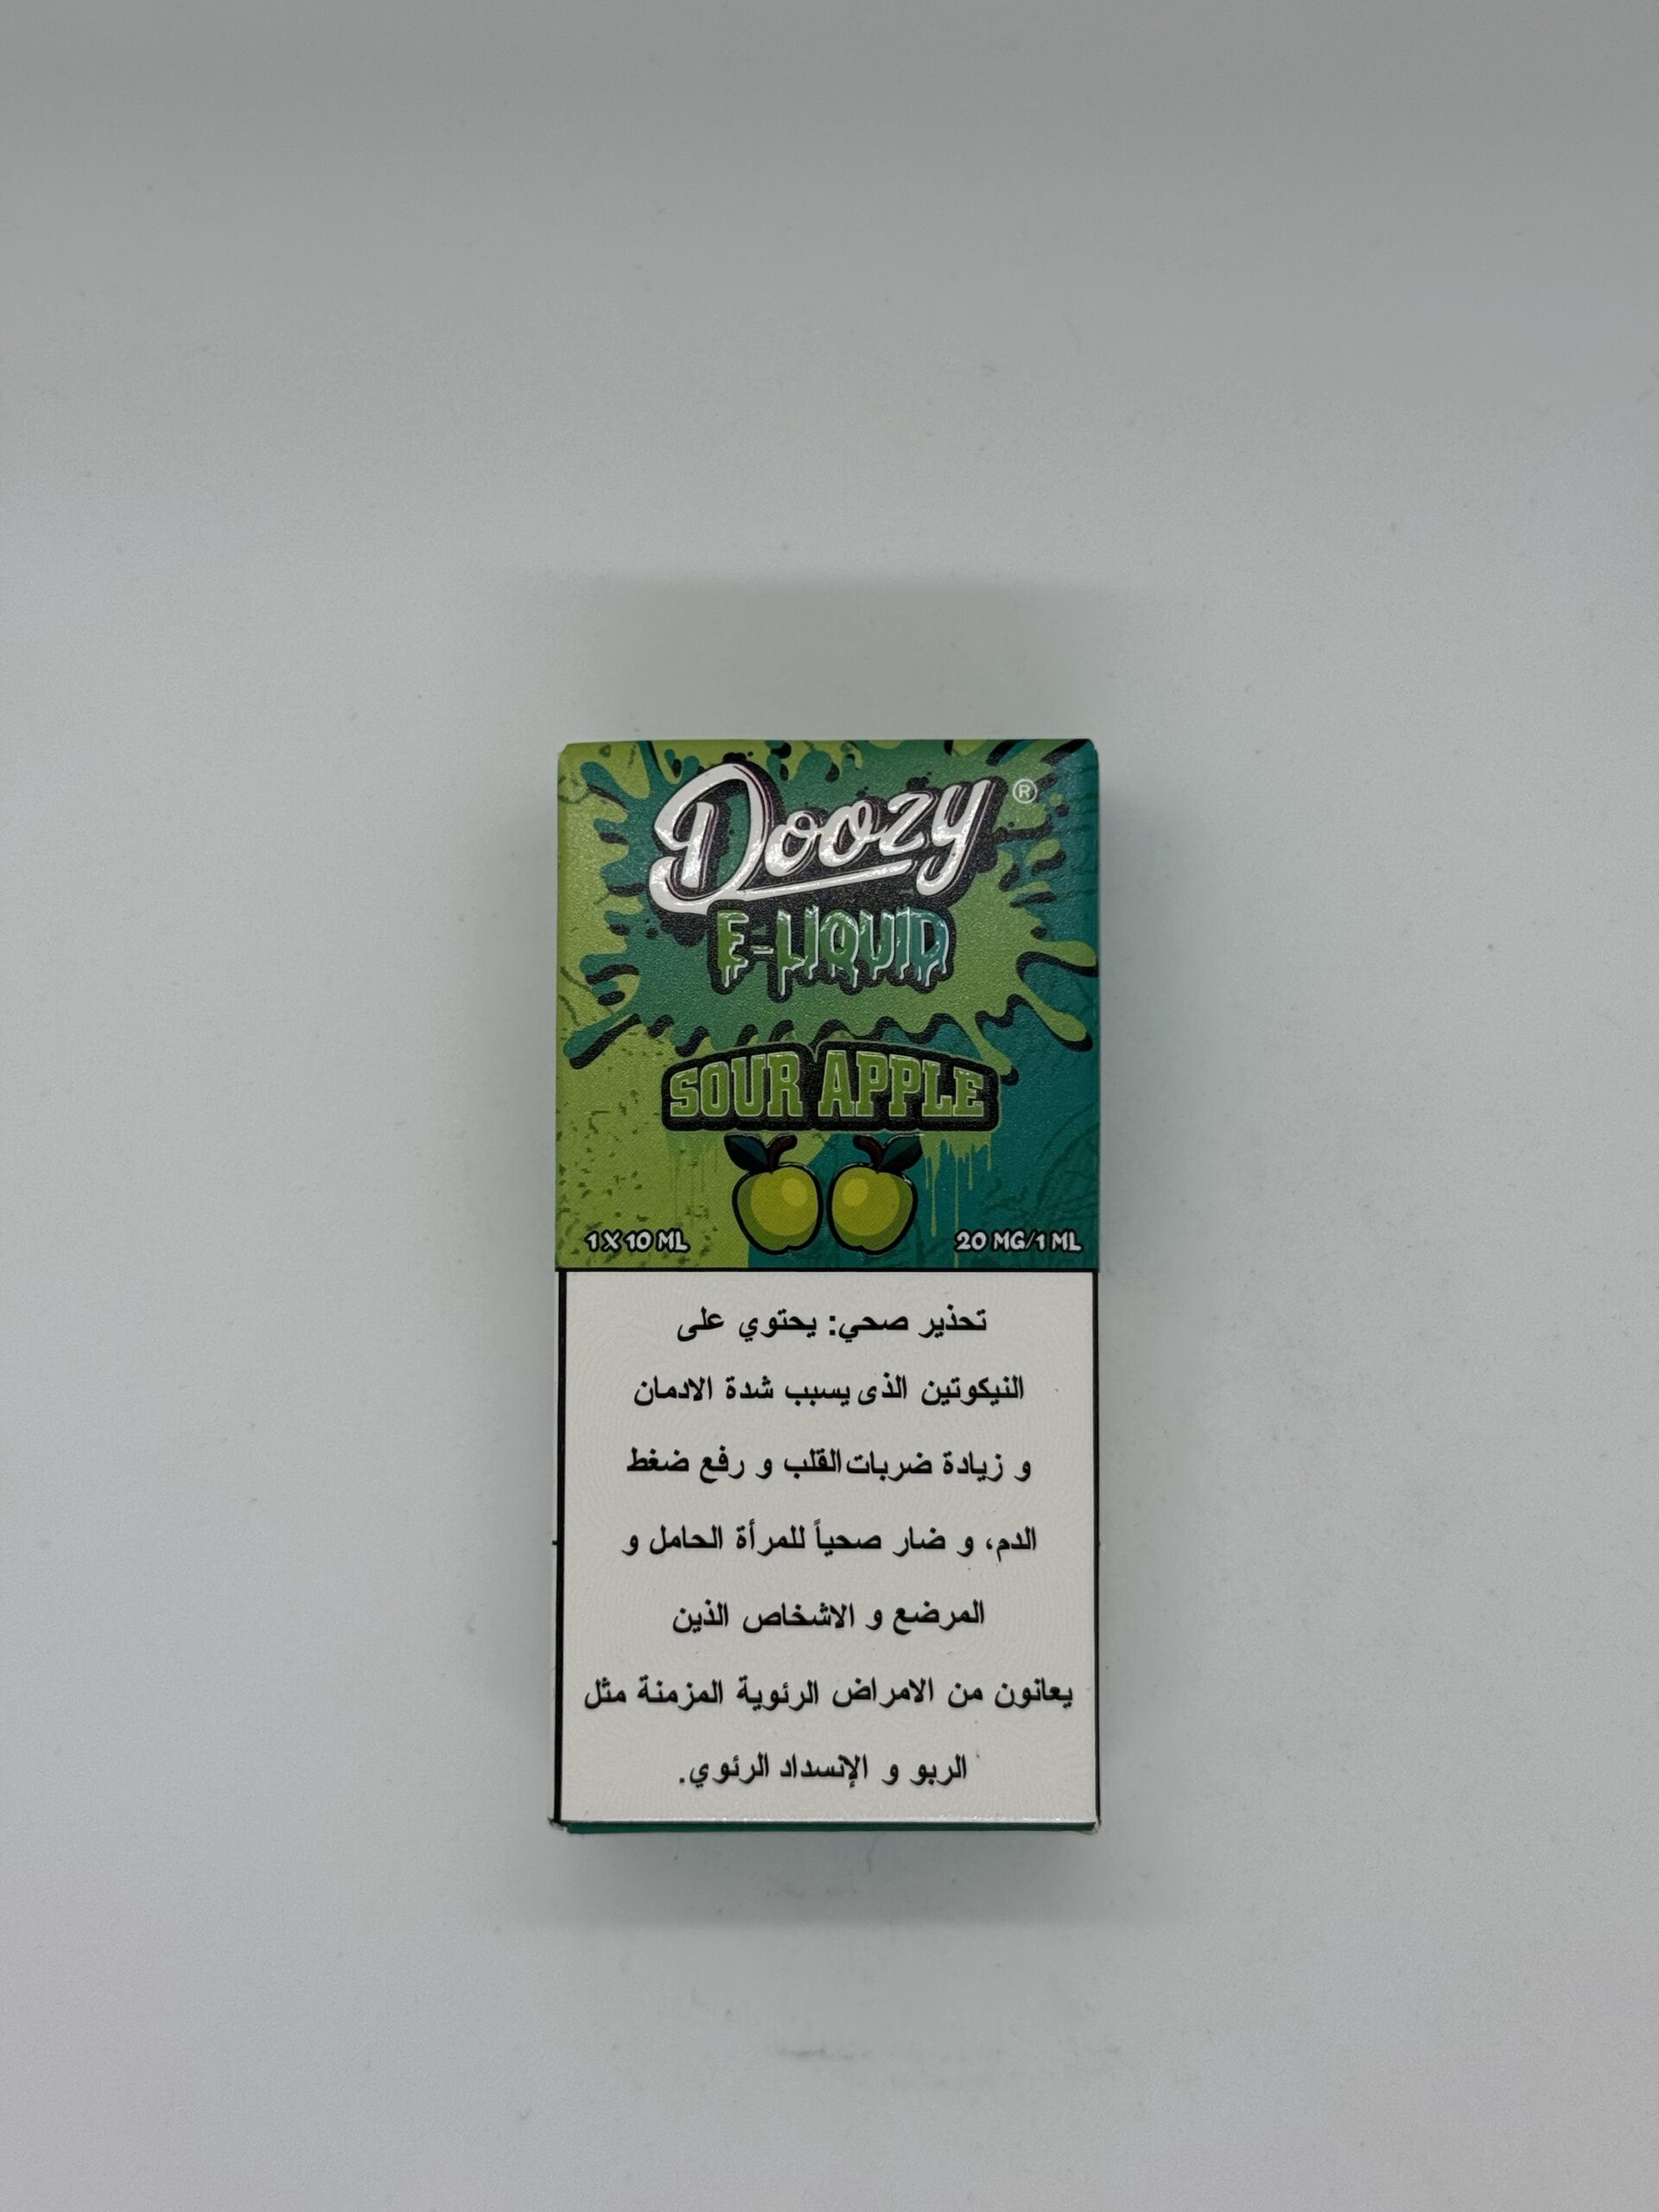 Doozy®
E-LIQUID
SOUR APPLE
1 X 10 ML
20 MG/1 ML
تحذير صحي: يحتوي على
النيكوتين الذى يسبب شدة الادمان
و زيادة ضربات القلب و رفع ضغط
الدم، و ضار صحياً للمرأة الحامل و
المرضع و الاشخاص الذين
يعانون من الامراض الرئوية المزمنة مثل
الربو و الإنسداد الرئوي.